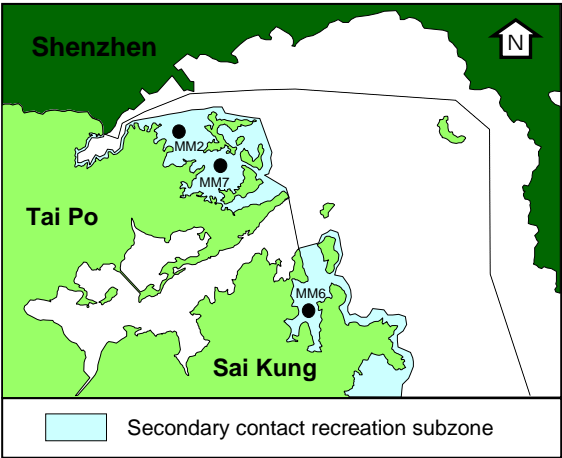 Shenzhen
N
MM2
MM7
Tai Po
MM6
Sai Kung
Secondary contact recreation subzone